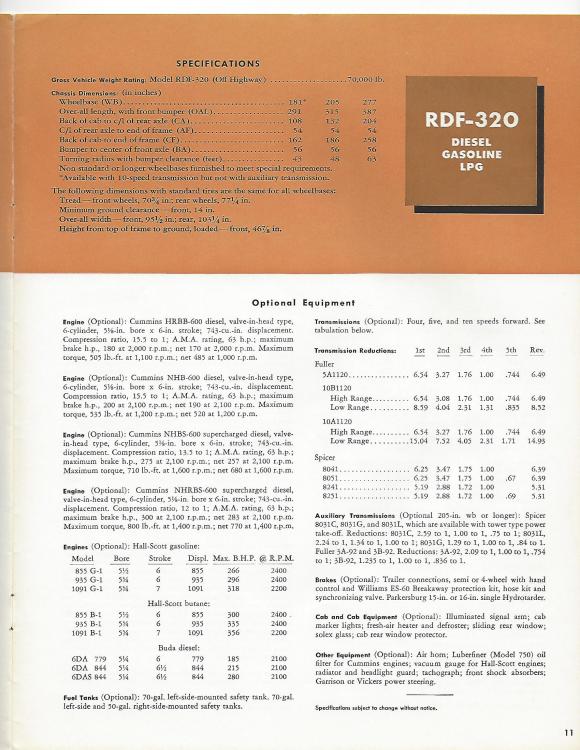 SPECIFICATIONS
Gross Vehicle Weight Rating: Model RDF-320 (Off Highway) .................... 70,000 lb.
Chassis Dimensions: (in inches)
Wheelbase (WB) .................... 181* 205 277
Over-all length, with front bumper (OAL) .................... 291 315 387
Back of cab to c/l of rear axle (CA) .................... 108 132 204
C/l of rear axle to end of frame (AF) .................... 54 54 54
Back of cab to end of frame (CF) .................... 162 186 258
Bumper to center of front axle (BA) .................... 56 56 56
Turning radius with bumper clearance (feet) .................... 43 48 63
Non-standard or longer wheelbases furnished to meet special requirements.
*Available with 10-speed transmission but not with auxiliary transmission.
The following dimensions with standard tires are the same for all wheelbases:
Tread—front wheels, in.; rear wheels, 77¼ in.
Minimum ground clearance—front, 14 in.
Over-all width—front, 95½ in.; rear, 103¼ in.
Height from top of frame to ground, loaded—front, 46⅞ in.
RDF-320
DIESEL
GASOLINE
LPG
Optional Equipment
Engine (Optional): Cummins HRBB-600 diesel, valve-in-head type,
6-cylinder, 5⅛-in. bore x 6-in. stroke; 743-cu.-in. displacement.
Compression ratio, 15.5 to 1; A.M.A. rating, 63 h.p.; maximum
brake h.p., 180 at 2,000 r.p.m.; net 170 at 2,000 r.p.m. Maximum
torque, 505 lb.-ft. at 1,100 r.p.m.; net 485 at 1,000 r.p.m.
Engine (Optional): Cummins NHB-600 diesel, valve-in-head type,
6-cylinder, 5⅛-in. bore x 6-in. stroke; 743-cu.-in. displacement.
Compression ratio, 15.5 to 1; A.M.A. rating, 63 h.p.; maximum
brake h.p., 200 at 2,100 r.p.m.; net 190 at 2,100 r.p.m. Maximum
torque, 535 lb.-ft. at 1,200 r.p.m.; net 520 at 1,200 r.p.m.
Engine (Optional): Cummins NHBS-600 supercharged diesel, valve-
in-head type, 6-cylinder, 5⅛-in. bore x 6-in. stroke; 743-cu.-in.
displacement. Compression ratio, 13.5 to 1; A.M.A. rating, 63 h.p.;
maximum brake h.p., 275 at 2,100 r.p.m.; net 257 at 2,100 r.p.m.
Maximum torque, 710 lb.-ft. at 1,600 r.p.m.; net 680 at 1,600 r.p.m.
Engine (Optional): Cummins NHRBS-600 supercharged diesel,
valve-in-head type, 6-cylinder, 5⅛-in. bore x 6-in. stroke; 743-cu.-in.
displacement. Compression ratio, 12 to 1; A.M.A. rating, 63 h.p.;
maximum brake h.p., 300 at 2,100 r.p.m.; net 283 at 2,100 r.p.m.
Maximum torque, 800 lb.-ft. at 1,400 r.p.m.; net 770 at 1,400 r.p.m.
Engines (Optional): Hall-Scott gasoline:
Model Bore Stroke Displ. Max. B.H.P. @ R.P.M.
855 G-1 5½ 6 855 266 2400
935 G-1 5¾ 6 935 296 2400
1091 G-1 5¾ 7 1091 318 2200
Hall-Scott butane:
855 B-1 5½ 6 855 300 2400
935 B-1 5¾ 6 935 335 2400
1091 B-1 5¾ 7 1091 356 2200
Buda diesel:
6DA 779 5¼ 6 779 185 2100
6DA 844 5¼ 6½ 844 215 2100
6DAS 844 5¼ 6½ 844 280 2100
Fuel Tanks (Optional): 70-gal. left-side-mounted safety tank. 70-gal.
left-side and 50-gal. right-side-mounted safety tanks.
Transmissions (Optional): Four, five, and ten speeds forward. See
tabulation below.
Transmission Reductions: 1st 2nd 3rd 4th 5th Rev.
Fuller
5A1120 .................... 6.54 3.27 1.76 1.00 .744 6.49
10B1120
High Range .......... 6.54 3.08 1.76 1.00 .744 6.49
Low Range .......... 8.59 4.04 2.31 1.31 .835 8.52
10A1120
High Range .......... 6.54 3.27 1.76 1.00 .744 6.49
Low Range .......... 15.04 7.52 4.05 2.31 1.71 14.93
Spicer
8041 .................... 6.25 3.47 1.75 1.00 6.39
8051 .................... 6.25 3.47 1.75 1.00 .67 6.39
8241 .................... 5.19 2.88 1.72 1.00 5.31
8251 .................... 5.19 2.88 1.72 1.00 .69 5.31
Auxiliary Transmissions (Optional 205-in. wb or longer): Spicer
8031C, 8031G, and 8031L, which are available with tower type power
take-off. Reductions: 8031C, 2.59 to 1, 1.00 to 1, .75 to 1; 8031L,
2.24 to 1, 1.34 to 1, 1.00 to 1; 8031G, 1.29 to 1, 1.00 to 1, .84 to 1.
Fuller 3A-92 and 3B-92. Reductions: 3A-92, 2.09 to 1, 1.00 to 1, .754
to 1; 3B-92, 1.235 to 1, 1.00 to 1, .836 to 1.
Brakes (Optional): Trailer connections, semi or 4-wheel with hand
control and Williams ES-60 Breakaway protection kit, hose kit and
synchronizing valve. Parkersburg 15-in. or 16-in. single Hydrotarder.
Cab and Cab Equipment (Optional): Illuminated signal arm; cab
marker lights; fresh-air heater and defroster; sliding rear window;
solex glass; cab rear window protector.
Other Equipment (Optional): Air horn; Luberfiner (Model 750) oil
filter for Cummins engines; vacuum gauge for Hall-Scott engines;
radiator and headlight guard; tachograph; front shock absorbers;
Garrison or Vickers power steering.
Specifications subject to change without notice.
11